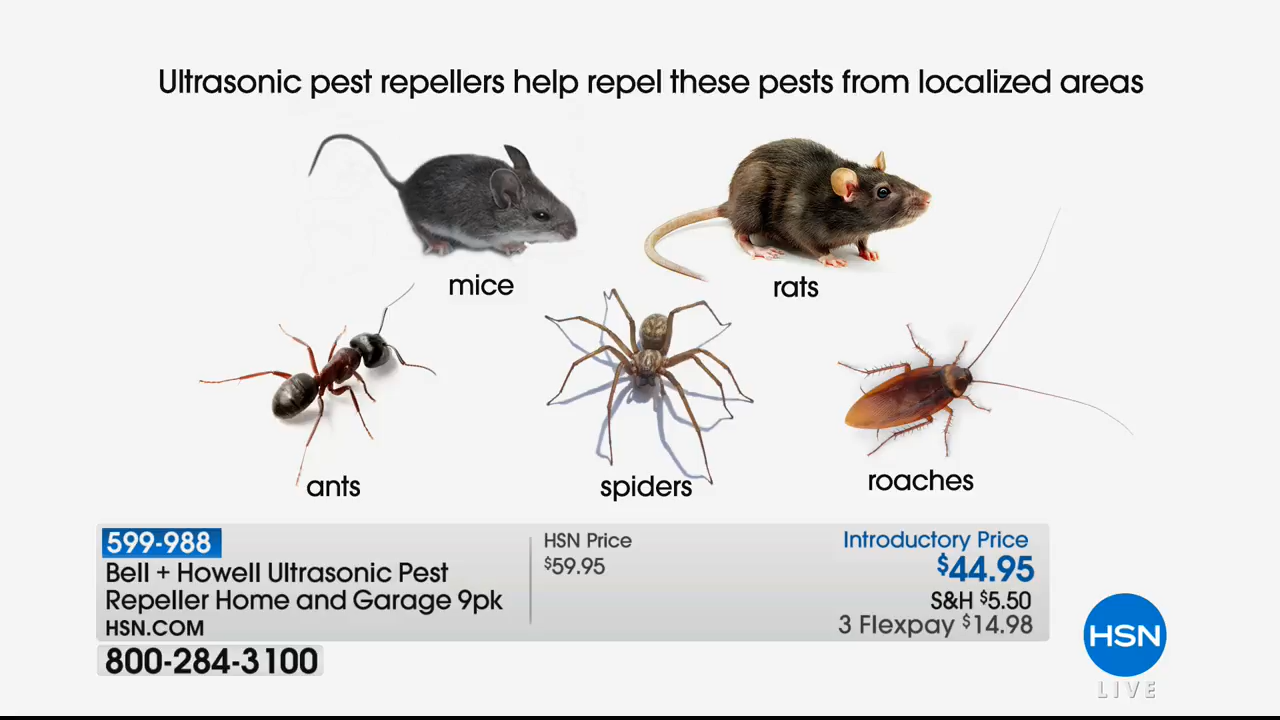 Ultrasonic pest repellers help repel these pests from localized areas
mice
rats
ants
spiders
roaches
599-988
Bell + Howell Ultrasonic Pest
Repeller Home and Garage 9pk
HSN.COM
800-284-3100
HSN Price
$59.95
Introductory Price
$44.95
S&H $5.50
3 Flexpay $14.98
HSN
LIVE